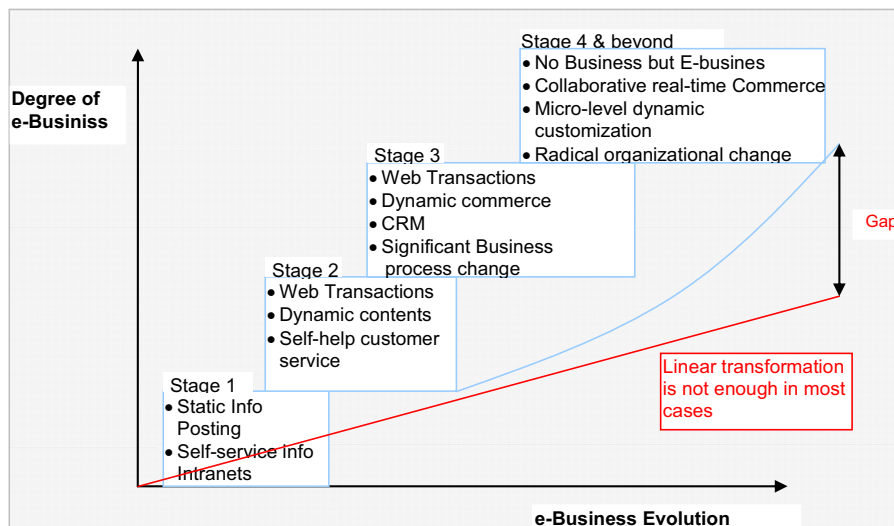 Stage 4 & beyond
• No Business but E-busines
• Collaborative real-time Commerce
• Micro-level dynamic
customization
• Radical organizational change
Degree of
e-Businiss
Stage 3
• Web Transactions
• Dynamic commerce
• CRM
• Significant Business
process change
Gap
Stage 2
• Web Transactions
• Dynamic contents
• Self-help customer
service
Linear transformation
is not enough in most
cases
Stage 1
• Static Info
Posting
• Self-service info
Intranets
e-Business Evolution